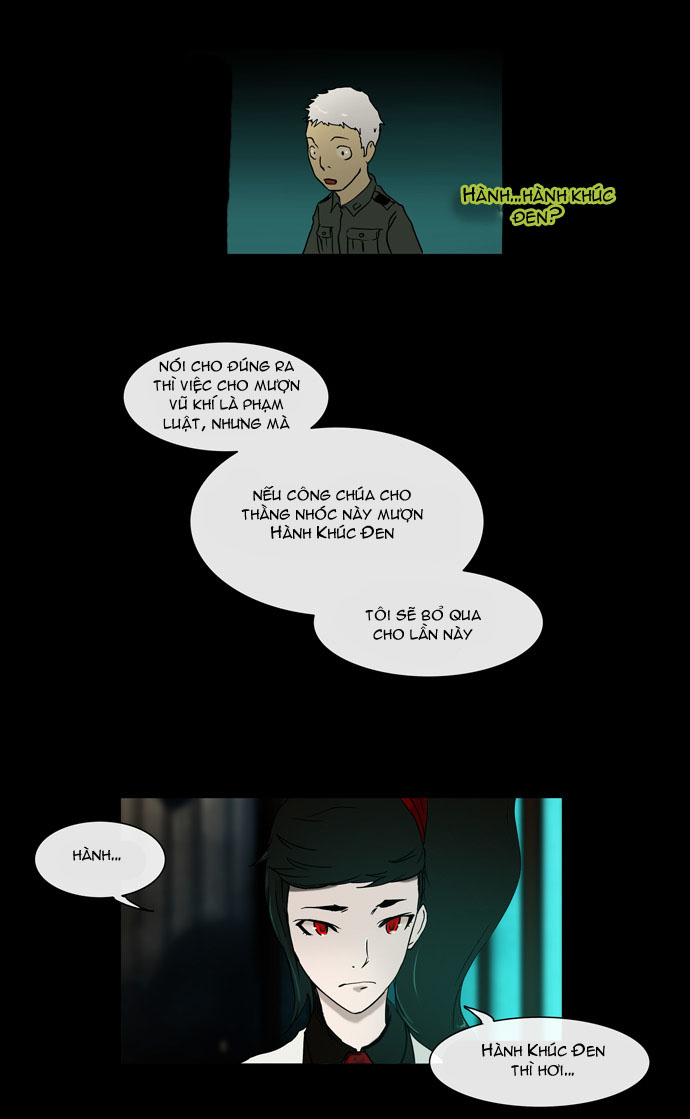 Hành...hành khúc
đen?
Nói cho đúng ra
thì việc cho mượn
vũ khí là phạm
luật, nhưng mà
Nếu công chúa cho
thằng nhóc này mượn
Hành Khúc Đen
Tôi sẽ bỏ qua
cho lần này
Hành...
Hành Khúc Đen
thì hơi...